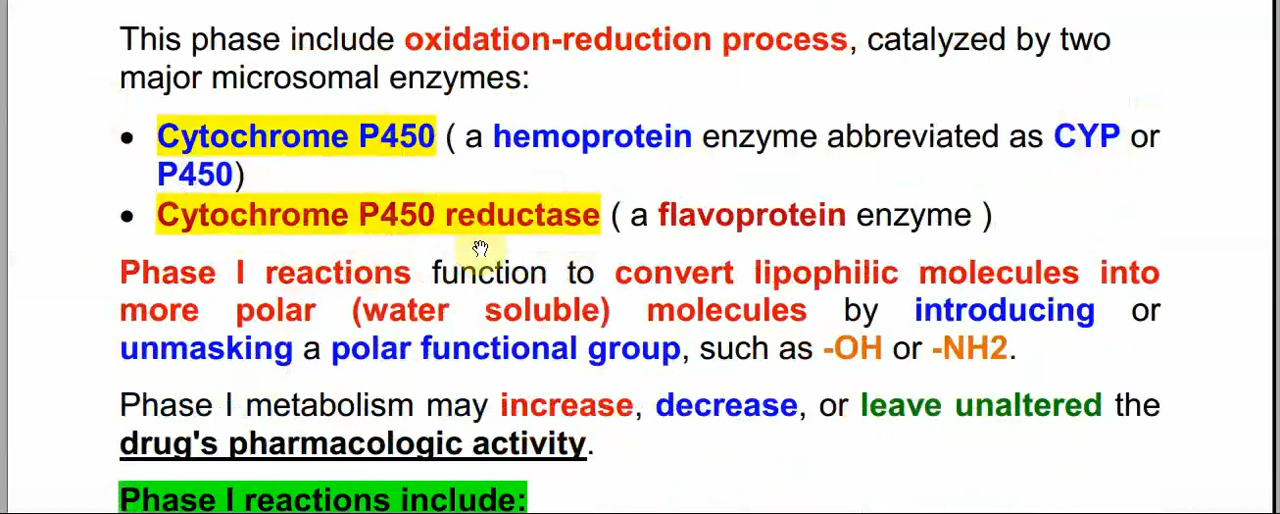 This phase include oxidation-reduction process, catalyzed by two
major microsomal enzymes:
• Cytochrome P450 ( a hemoprotein enzyme abbreviated as CYP or
P450)
• Cytochrome P450 reductase ( a flavoprotein enzyme )
Phase I reactions function to convert lipophilic molecules into
more polar (water soluble) molecules by introducing or
unmasking a polar functional group, such as -OH or -NH2.
Phase I metabolism may increase, decrease, or leave unaltered the
drug's pharmacologic activity.
Phase I reactions include: